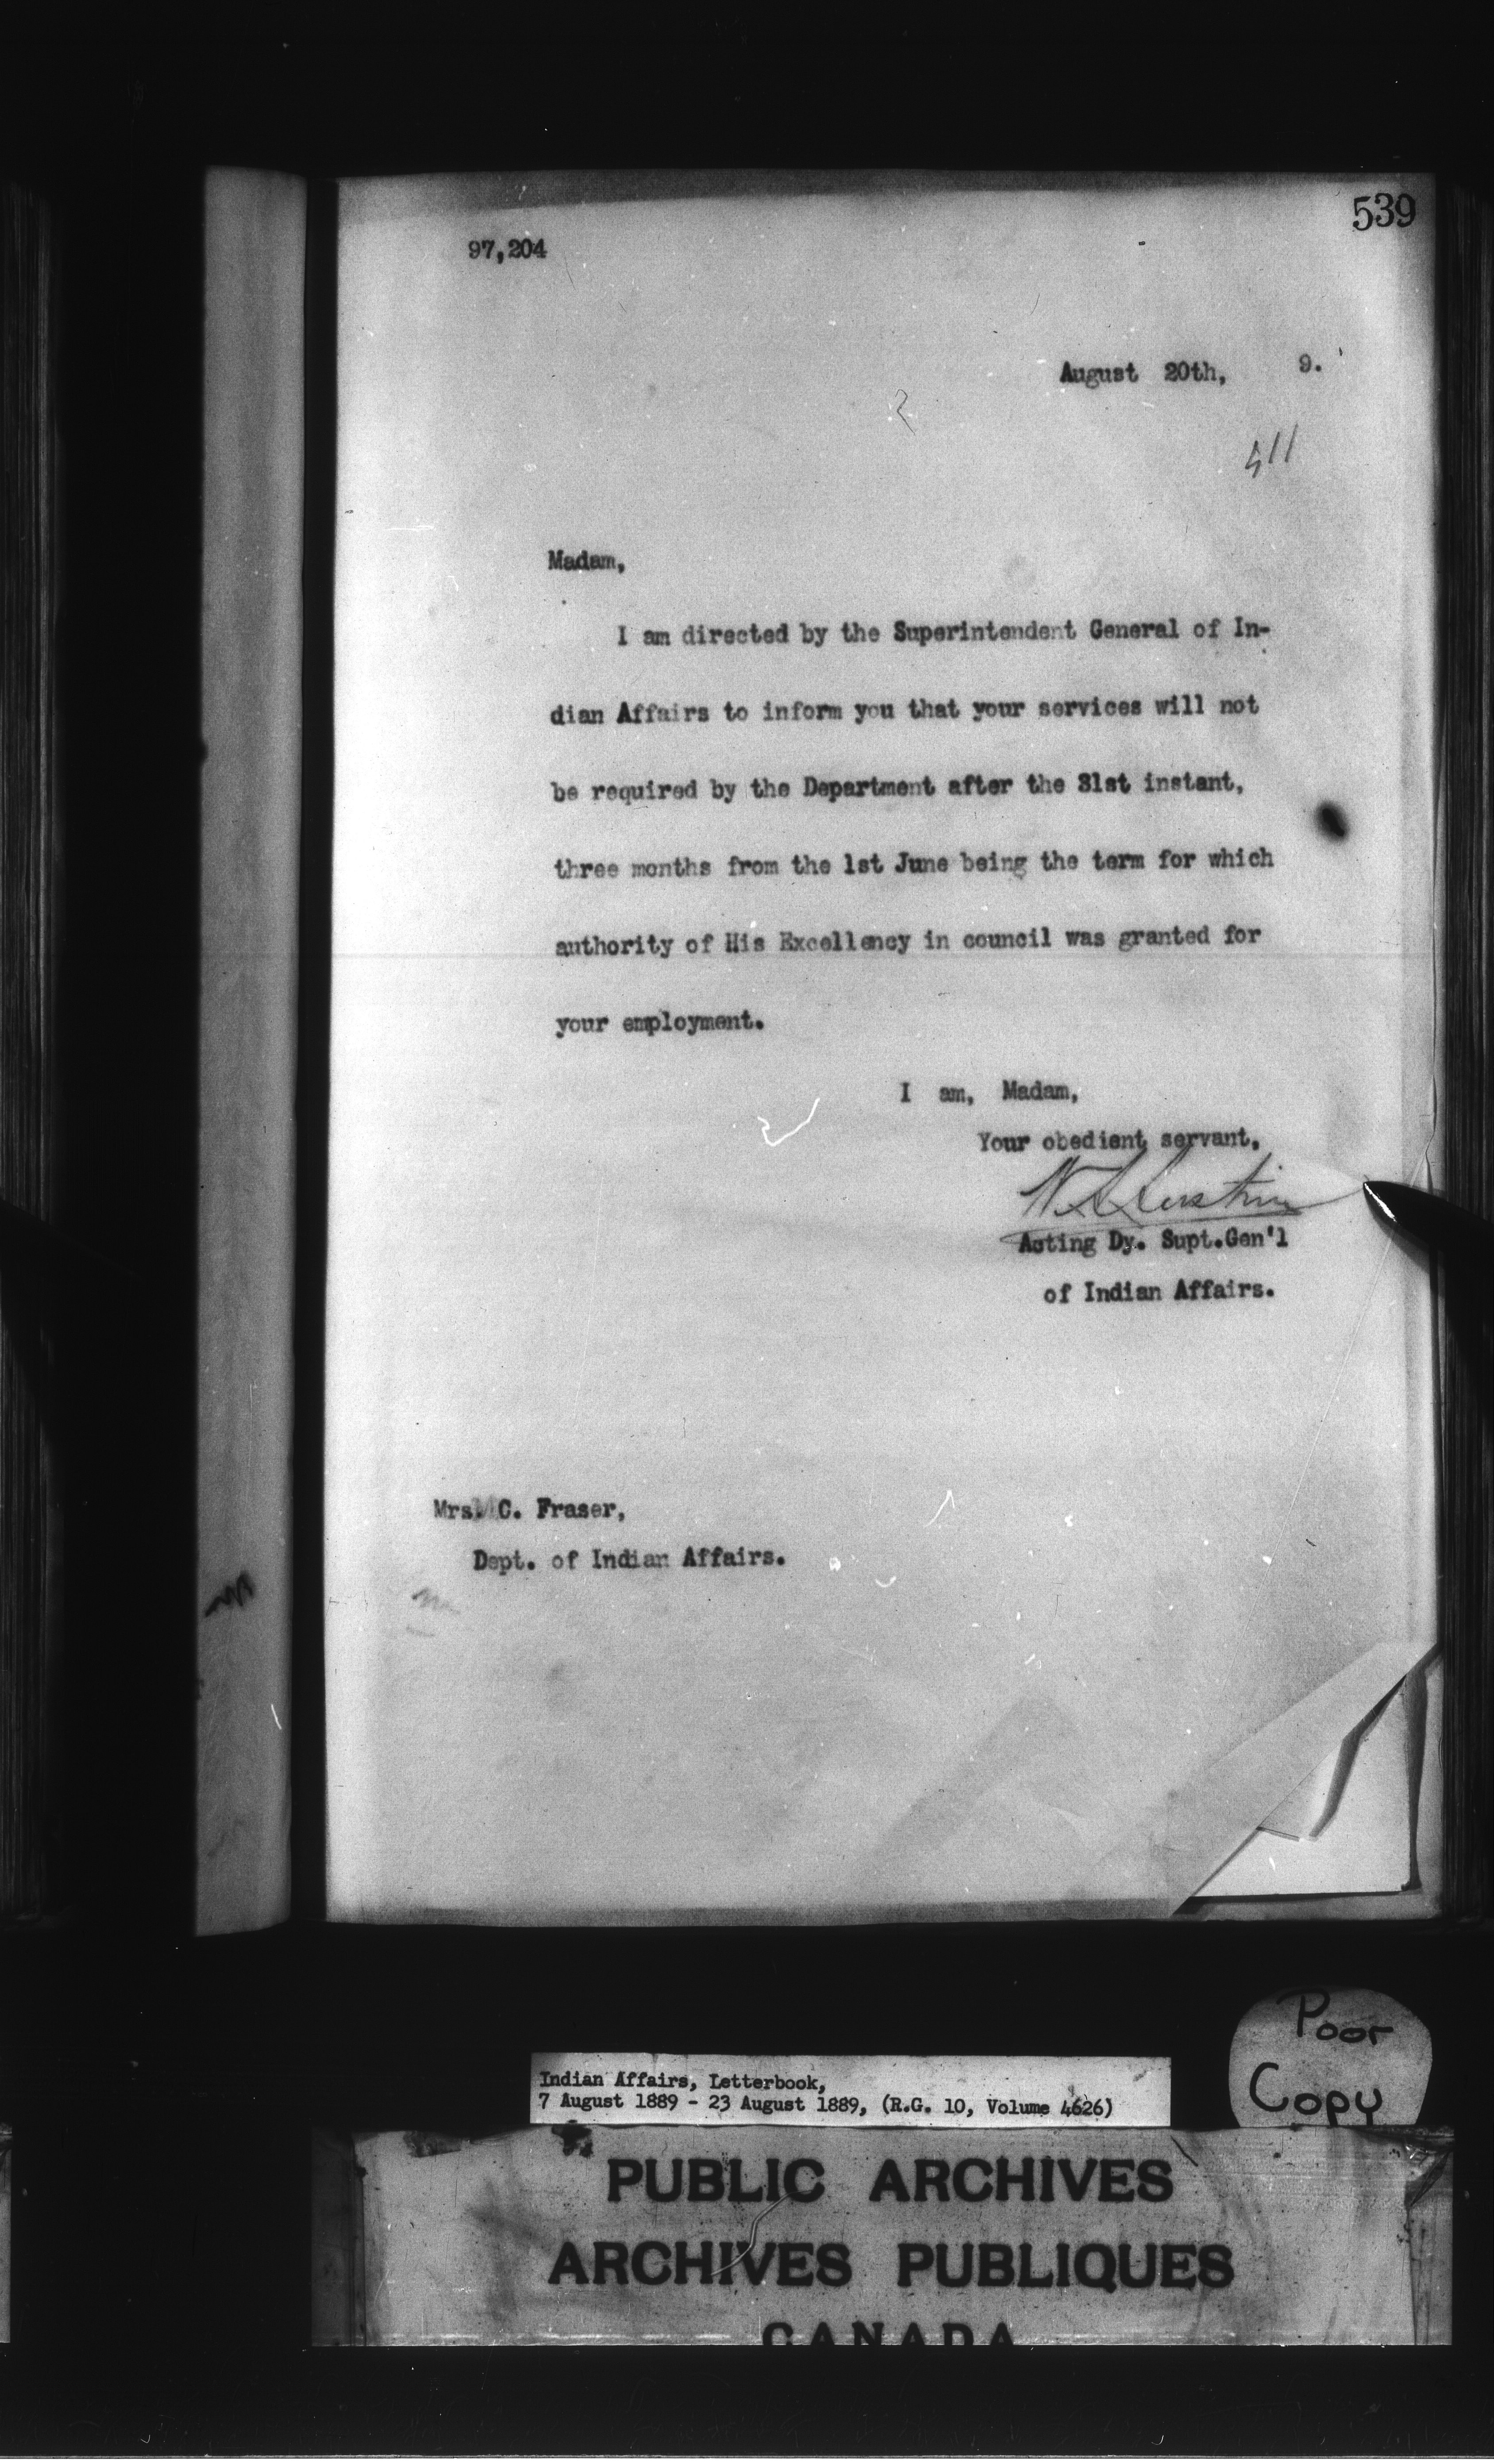 539
97,204
August 20th, 9.
411
Madam,
I am directed by the Superintendent General of In-
dian Affairs to inform you that your services will not
be required by the Department after the 31st instant,
three months from the 1st June being the term for which
authority of His Excellency in council was granted for
your employment.
I am, Madam,
Your obedient servant,
Acting Dy. Supt.Gen'l
of Indian Affairs.
Mrs. C. Fraser,
Dept. of Indian Affairs.
Poor
Copy
Indian Affairs, Letterbook,
7 August 1889 - 23 August 1889, (R.G. 10, Volume 4626)
PUBLIC ARCHIVES
ARCHIVES PUBLIQUES
CANADA